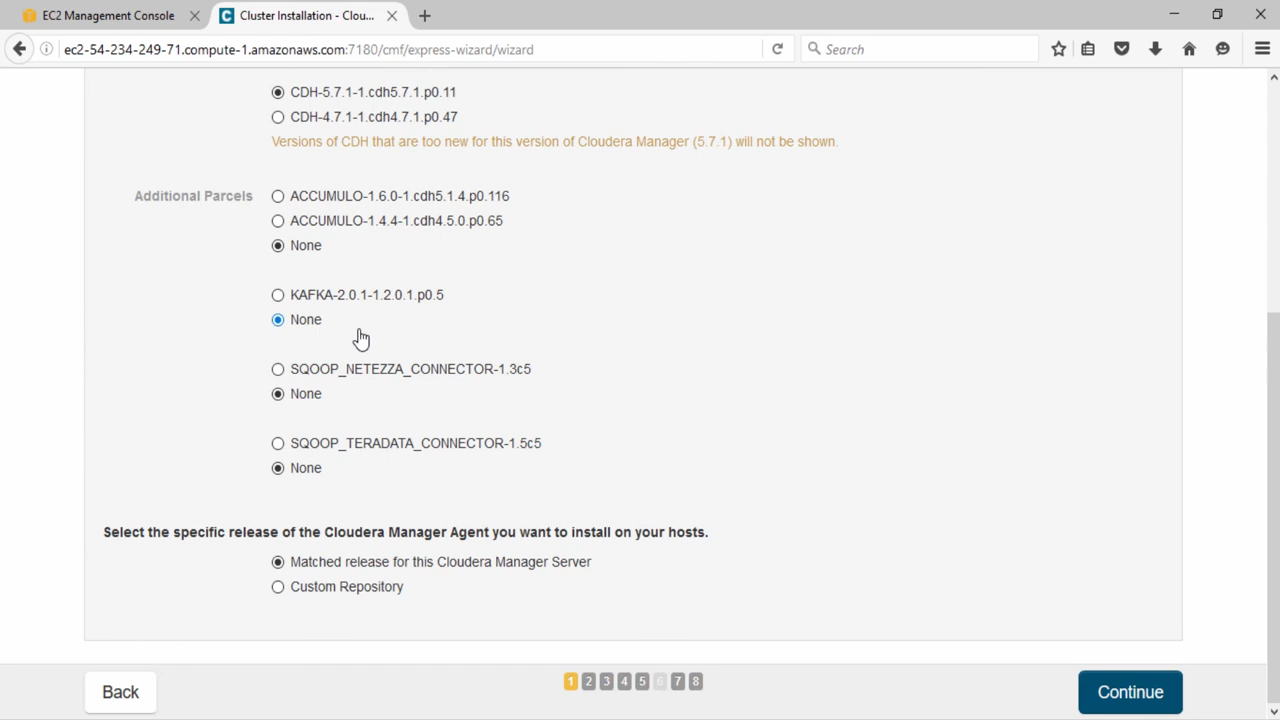 EC2 Management Console
Cluster Installation - Clou...
ec2-54-234-249-71.compute-1.amazonaws.com:7180/cmf/express-wizard/wizard
Search
CDH-5.7.1-1.cdh5.7.1.p0.11
CDH-4.7.1-1.cdh4.7.1.p0.47
Versions of CDH that are too new for this version of Cloudera Manager (5.7.1) will not be shown.
Additional Parcels
ACCUMULO-1.6.0-1.cdh5.1.4.p0.116
ACCUMULO-1.4.4-1.cdh4.5.0.p0.65
None
KAFKA-2.0.1-1.2.0.1.p0.5
None
SQOOP_NETEZZA_CONNECTOR-1.3c5
None
SQOOP_TERADATA_CONNECTOR-1.5c5
None
Select the specific release of the Cloudera Manager Agent you want to install on your hosts.
Matched release for this Cloudera Manager Server
Custom Repository
Back
1 2 3 4 5 6 7 8
Continue